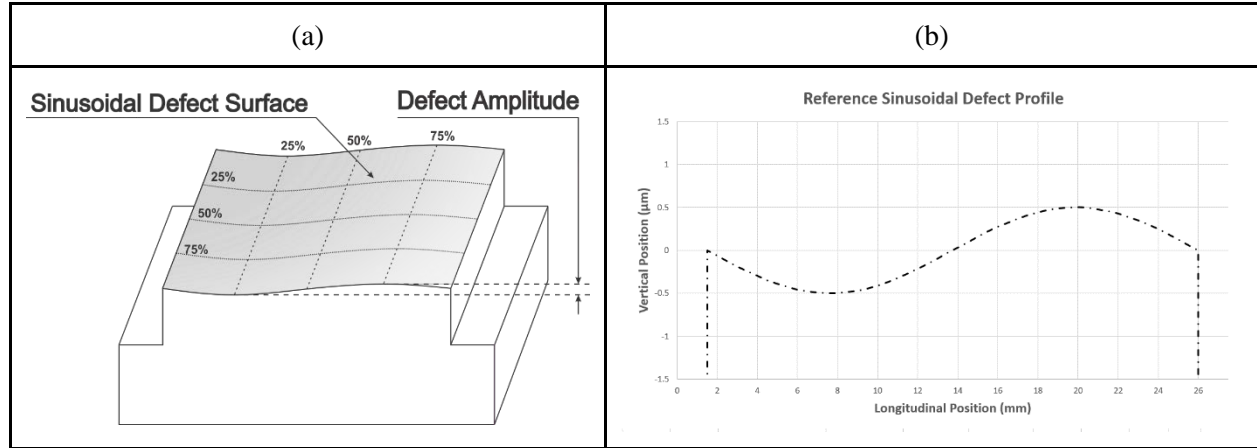 (a)
(b)
Sinusoidal Defect Surface
Defect Amplitude
25%
50%
75%
25%
50%
75%
Reference Sinusoidal Defect Profile
Vertical Position (µm)
1.5
1
0.5
0
-0.5
-1
-1.5
0 2 4 6 8 10 12 14 16 18 20 22 24 26
Longitudinal Position (mm)